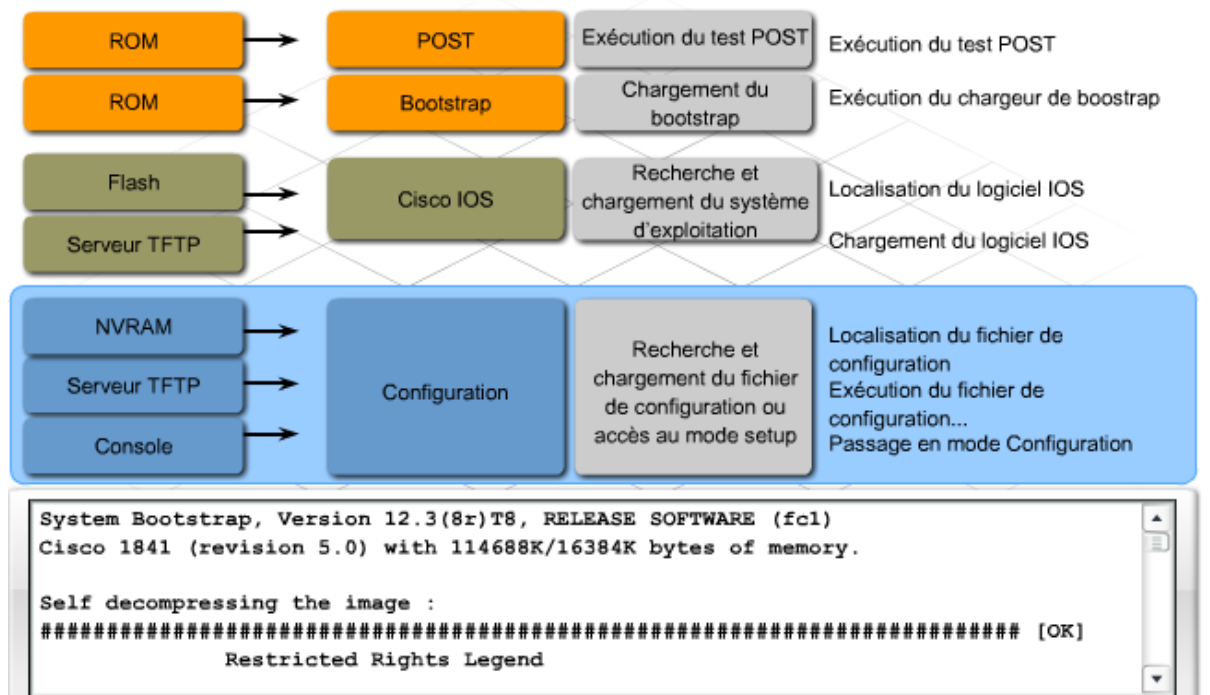 ROM
POST
Exécution du test POST
Exécution du test POST
ROM
Bootstrap
Chargement du
bootstrap
Exécution du chargeur de boostrap
Flash
Serveur TFTP
Cisco IOS
Recherche et
chargement du système
d'exploitation
Localisation du logiciel IOS
Chargement du logiciel IOS
NVRAM
Serveur TFTP
Console
Configuration
Recherche et
chargement du fichier
de configuration ou
accès au mode setup
Localisation du fichier de
configuration
Exécution du fichier de
configuration...
Passage en mode Configuration
System Bootstrap, Version 12.3(8r)T8, RELEASE SOFTWARE (fc1)
Cisco 1841 (revision 5.0) with 114688K/16384K bytes of memory.
Self decompressing the image :
########################################################################## [OK]
Restricted Rights Legend